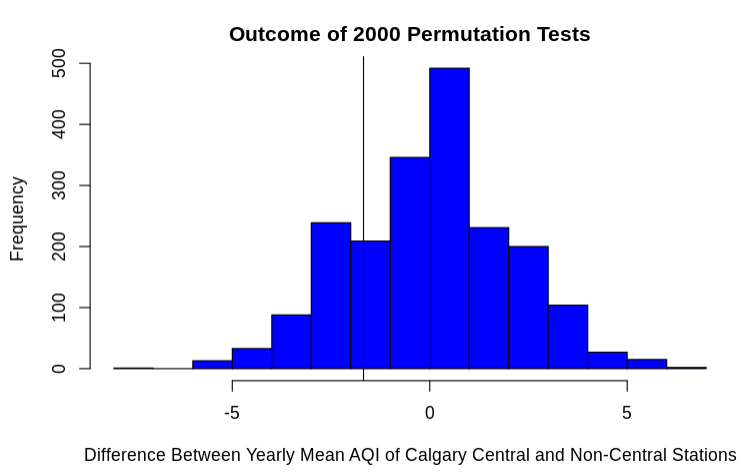 Outcome of 2000 Permutation Tests
Frequency
500
400
300
200
100
0
-5 0 5
Difference Between Yearly Mean AQI of Calgary Central and Non-Central Stations